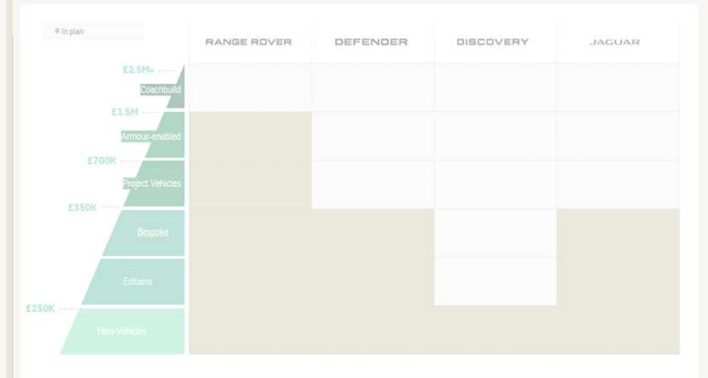 In plan
RANGE ROVER DEFENDER DISCOVERY JAGUAR
£2.5M+
Coachbuild
£1.5M
Armour-enabled
£700K
Project Vehicles
£350K
Bespoke
Editions
£250K
Main Vehicles